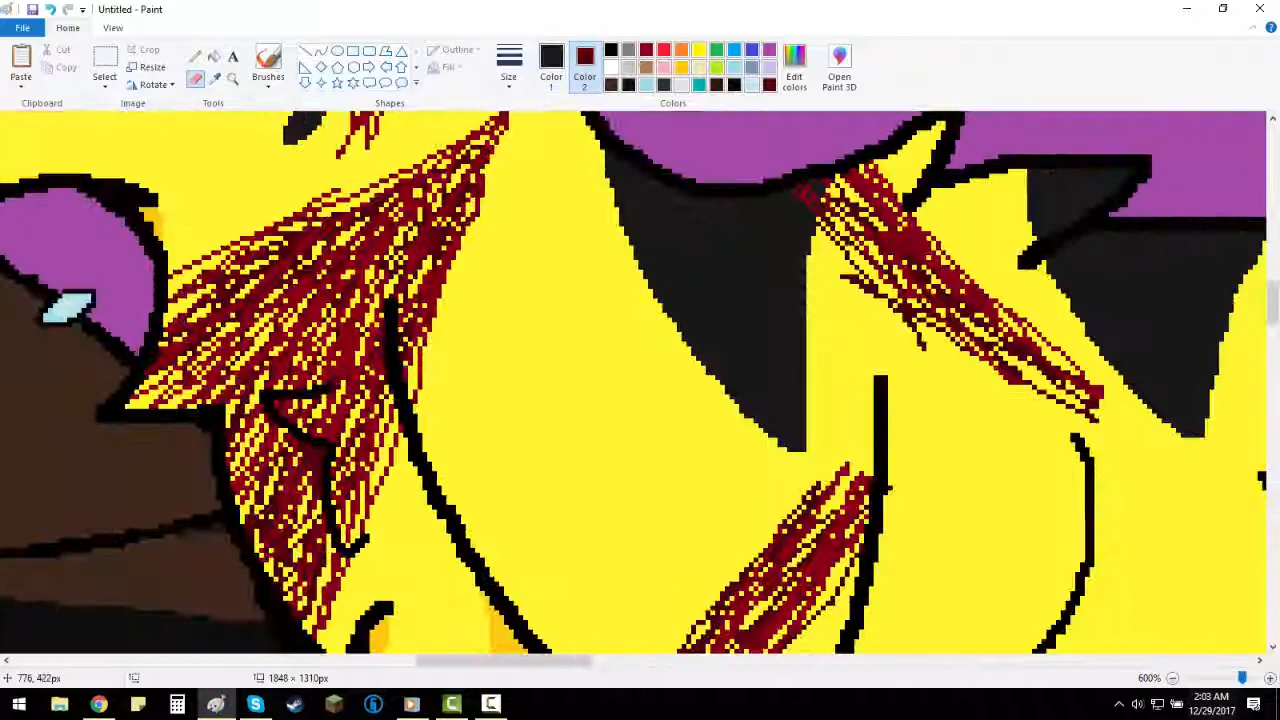 Untitled - Paint
File Home View
Paste
Cut
Copy
Clipboard
Select
Crop
Resize
Rotate
Image
A
Tools
Brushes
Outline
Fill
Shapes
Size
Color 1
Color 2
Colors
Edit colors
Open Paint 3D
776, 422px
1848 × 1310px
600%
2:03 AM
12/29/2017